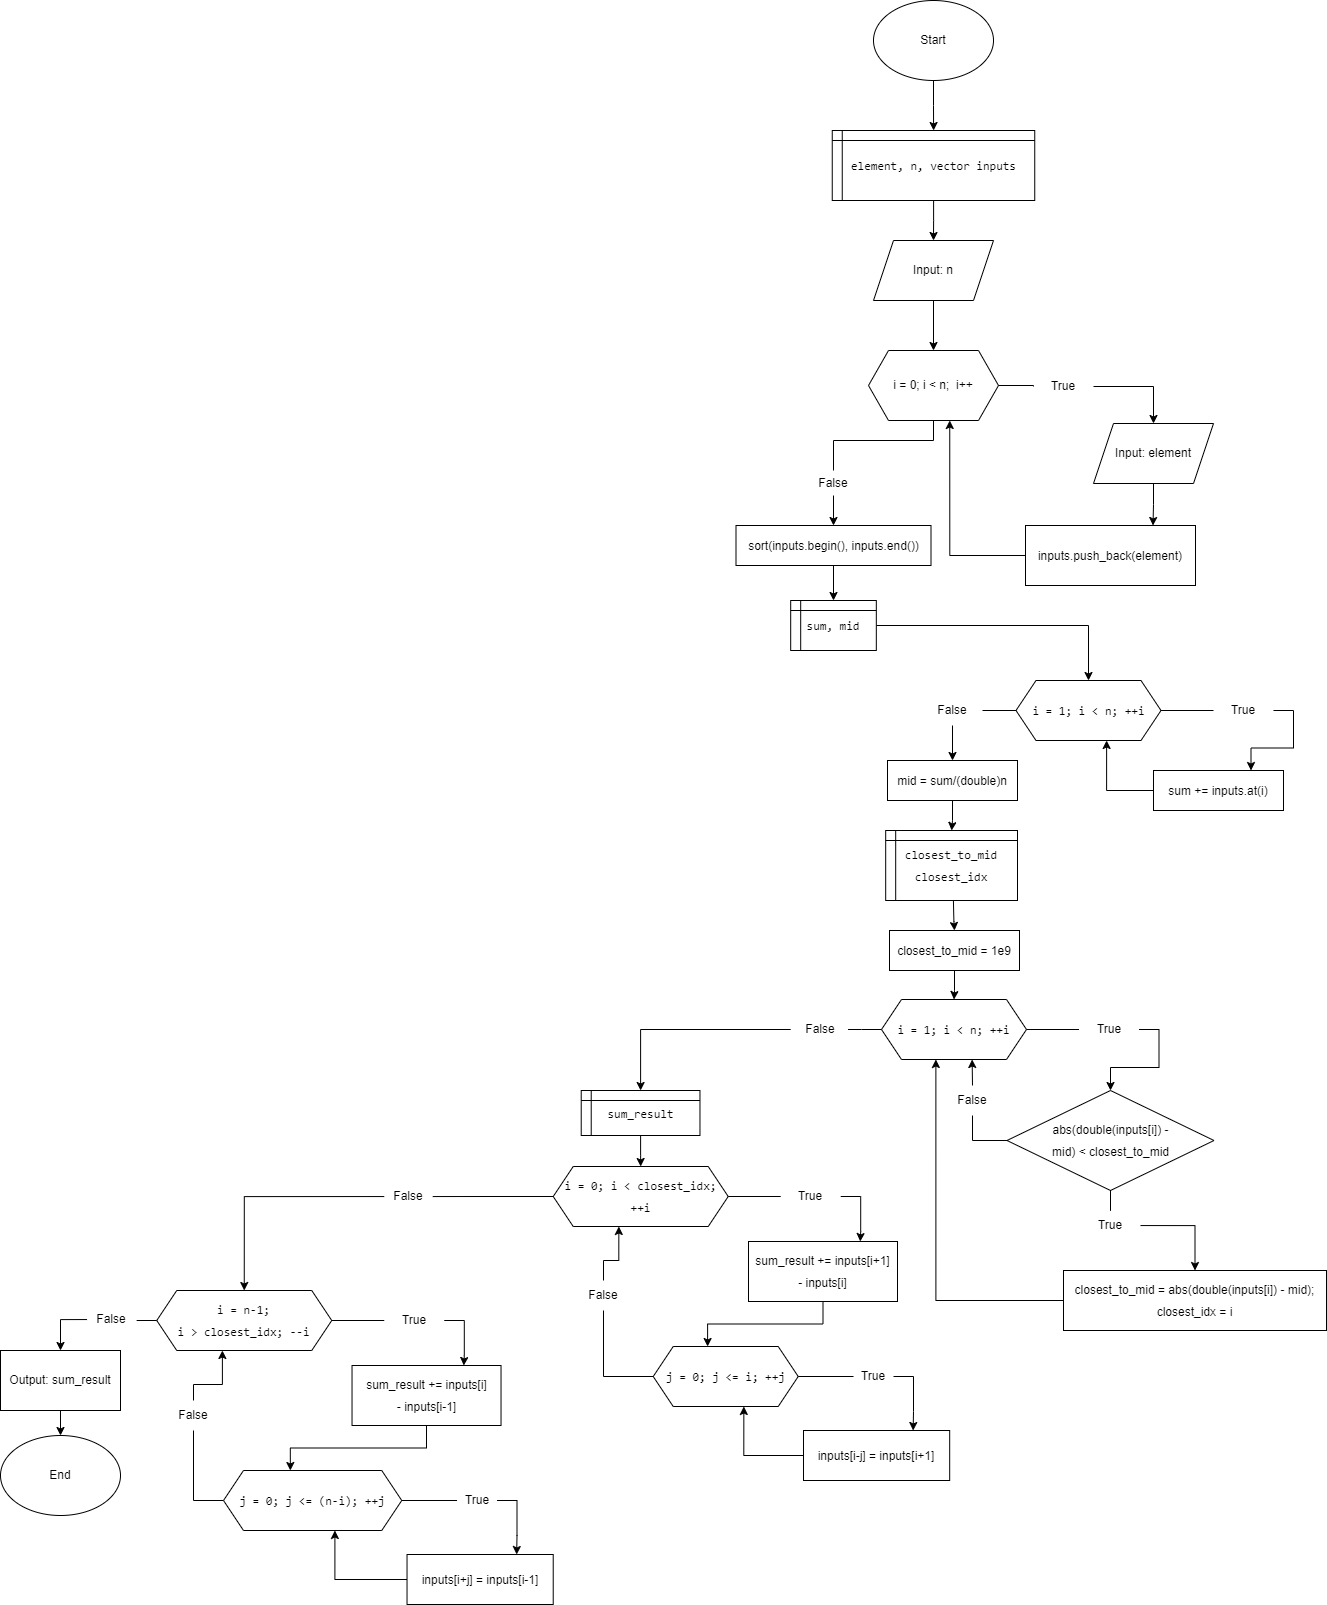 Start
element, n, vector inputs
Input: n
i = 0; i < n;  i++
True
Input: element
inputs.push_back(element)
False
sort(inputs.begin(), inputs.end())
sum, mid
i = 1; i < n; ++i
True
sum += inputs.at(i)
False
mid = sum/(double)n
closest_to_mid
closest_idx
closest_to_mid = 1e9
i = 1; i < n; ++i
True
abs(double(inputs[i]) -
mid) < closest_to_mid
False
True
closest_to_mid = abs(double(inputs[i]) - mid);
closest_idx = i
False
sum_result
i = 0; i < closest_idx;
++i
True
sum_result += inputs[i+1]
- inputs[i]
j = 0; j <= i; ++j
True
inputs[i-j] = inputs[i+1]
False
False
i = n-1;
i > closest_idx; --i
True
sum_result += inputs[i]
- inputs[i-1]
j = 0; j <= (n-i); ++j
True
inputs[i+j] = inputs[i-1]
False
False
Output: sum_result
End